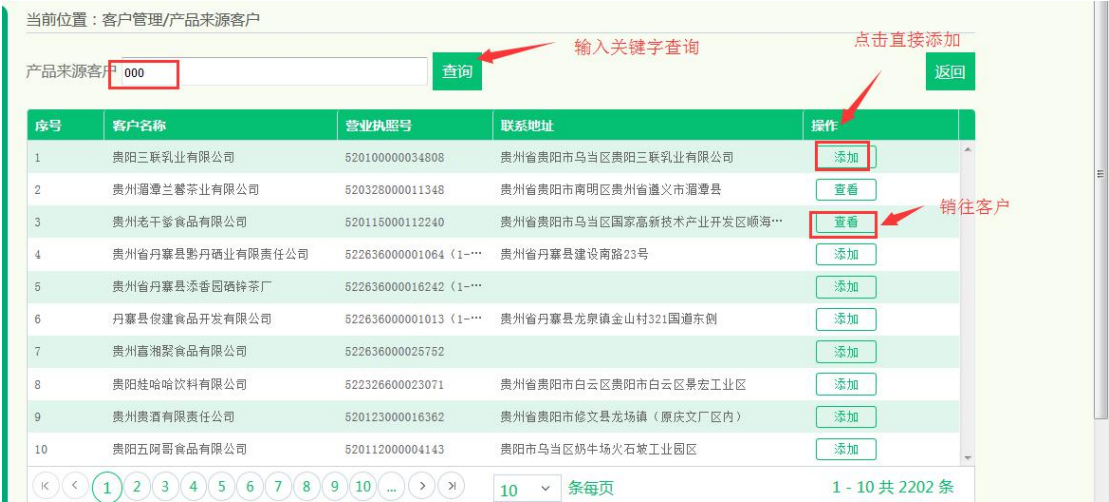 当前位置：客户管理/产品来源客户
输入关键字查询
点击直接添加
产品来源客户 000 查询 返回
序号 客户名称 营业执照号 联系地址 操作
1 贵阳三联乳业有限公司 520100000034808 贵州省贵阳市乌当区贵阳三联乳业有限公司 添加
2 贵州湄潭兰馨茶业有限公司 520328000011348 贵州省贵阳市南明区贵州省遵义市湄潭县 查看
销往客户
3 贵州老干爹食品有限公司 520115000112240 贵州省贵阳市乌当区国家高新技术产业开发区顺海… 查看
4 贵州省丹寨县黔丹硒业有限责任公司 522636000001064（1-… 贵州省丹寨县建设南路23号 添加
5 贵州省丹寨县添香园硒锌茶厂 522636000016242（1-… 添加
6 丹寨县俊建食品开发有限公司 522636000001013（1-… 贵州省丹寨县龙泉镇金山村321国道东侧 添加
7 贵州喜湘聚食品有限公司 522636000025752 添加
8 贵阳娃哈哈饮料有限公司 522326600023071 贵州省贵阳市白云区贵阳市白云区景宏工业区 添加
9 贵州贵酒有限责任公司 520123000016362 贵州省贵阳市修文县龙场镇（原庆文厂区内） 添加
10 贵阳五阿哥食品有限公司 520112000004143 贵阳市乌当区奶牛场火石坡工业园区 添加
1 2 3 4 5 6 7 8 9 10 ... 10 条每页 1 - 10 共 2202 条